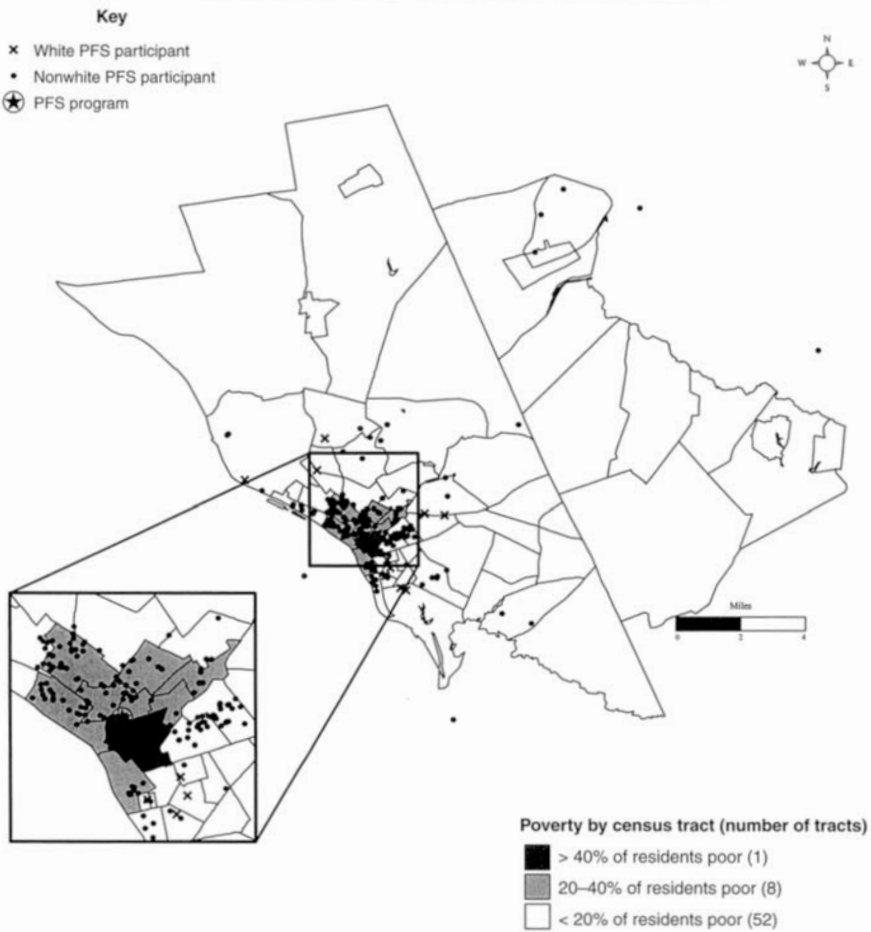 Key
White PFS participant
Nonwhite PFS participant
PFS program
N
W E
S
Miles
0 2 4
Poverty by census tract (number of tracts)
> 40% of residents poor (1)
20–40% of residents poor (8)
< 20% of residents poor (52)